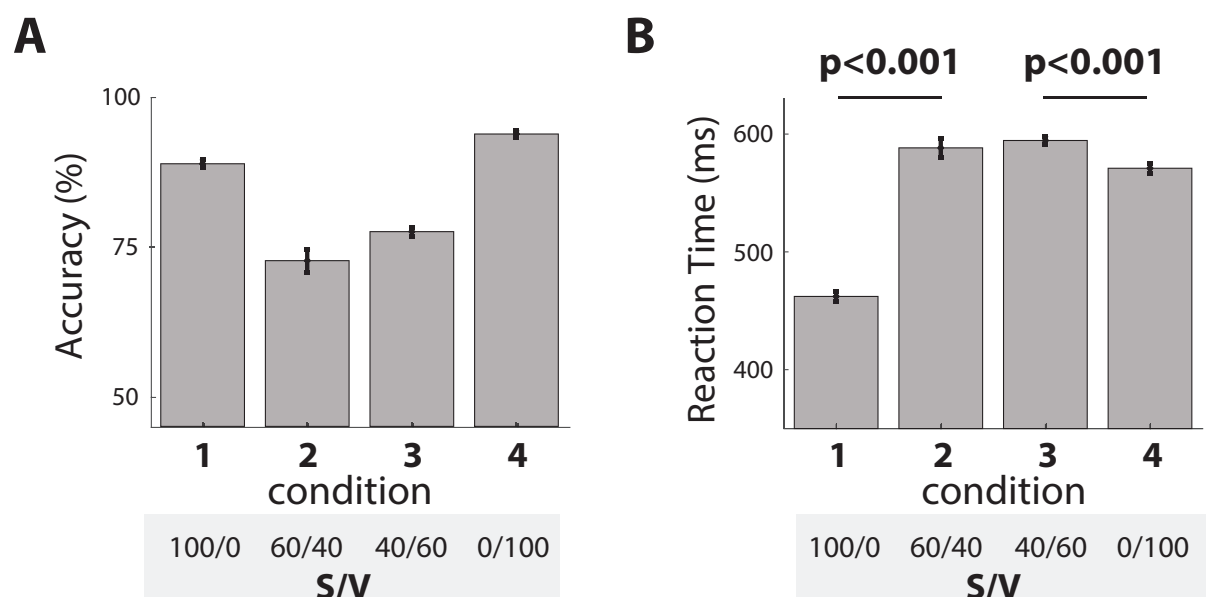 A
Accuracy (%)
100
75
50
1 2 3 4
condition
100/0 60/40 40/60 0/100
S/V
B
p<0.001 p<0.001
Reaction Time (ms)
600
500
400
1 2 3 4
condition
100/0 60/40 40/60 0/100
S/V